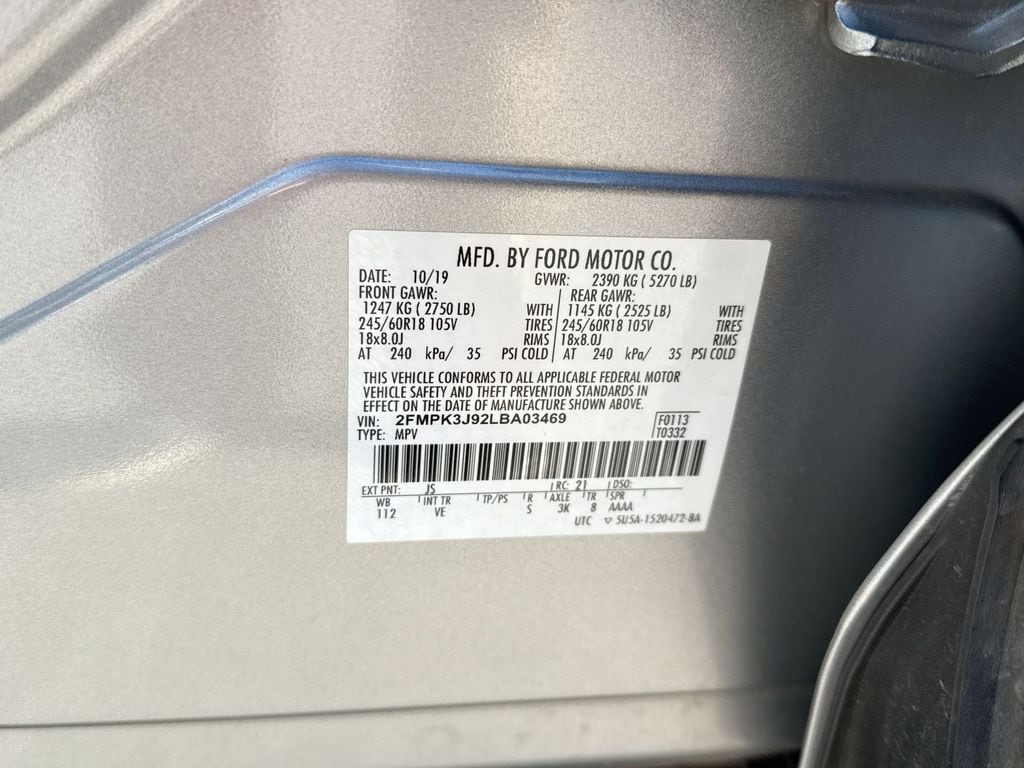 MFD. BY FORD MOTOR CO.
DATE: 10/19 GVWR: 2390 KG ( 5270 LB)
FRONT GAWR: REAR GAWR:
1247 KG ( 2750 LB) WITH 1145 KG ( 2525 LB) WITH
245/60R18 105V TIRES 245/60R18 105V TIRES
18x8.0J RIMS 18x8.0J RIMS
AT 240 kPa/ 35 PSI COLD AT 240 kPa/ 35 PSI COLD
THIS VEHICLE CONFORMS TO ALL APPLICABLE FEDERAL MOTOR
VEHICLE SAFETY AND THEFT PREVENTION STANDARDS IN
EFFECT ON THE DATE OF MANUFACTURE SHOWN ABOVE.
VIN: 2FMPK3J92LBA03469 F0113
TYPE: MPV T0332
EXT PNT: JS RC: 21 DSO:
WB INT TR TP/PS R AXLE TR SPR
112 VE S 3K 8 AAAA
UTC ▽ 5U5A-1520472-BA